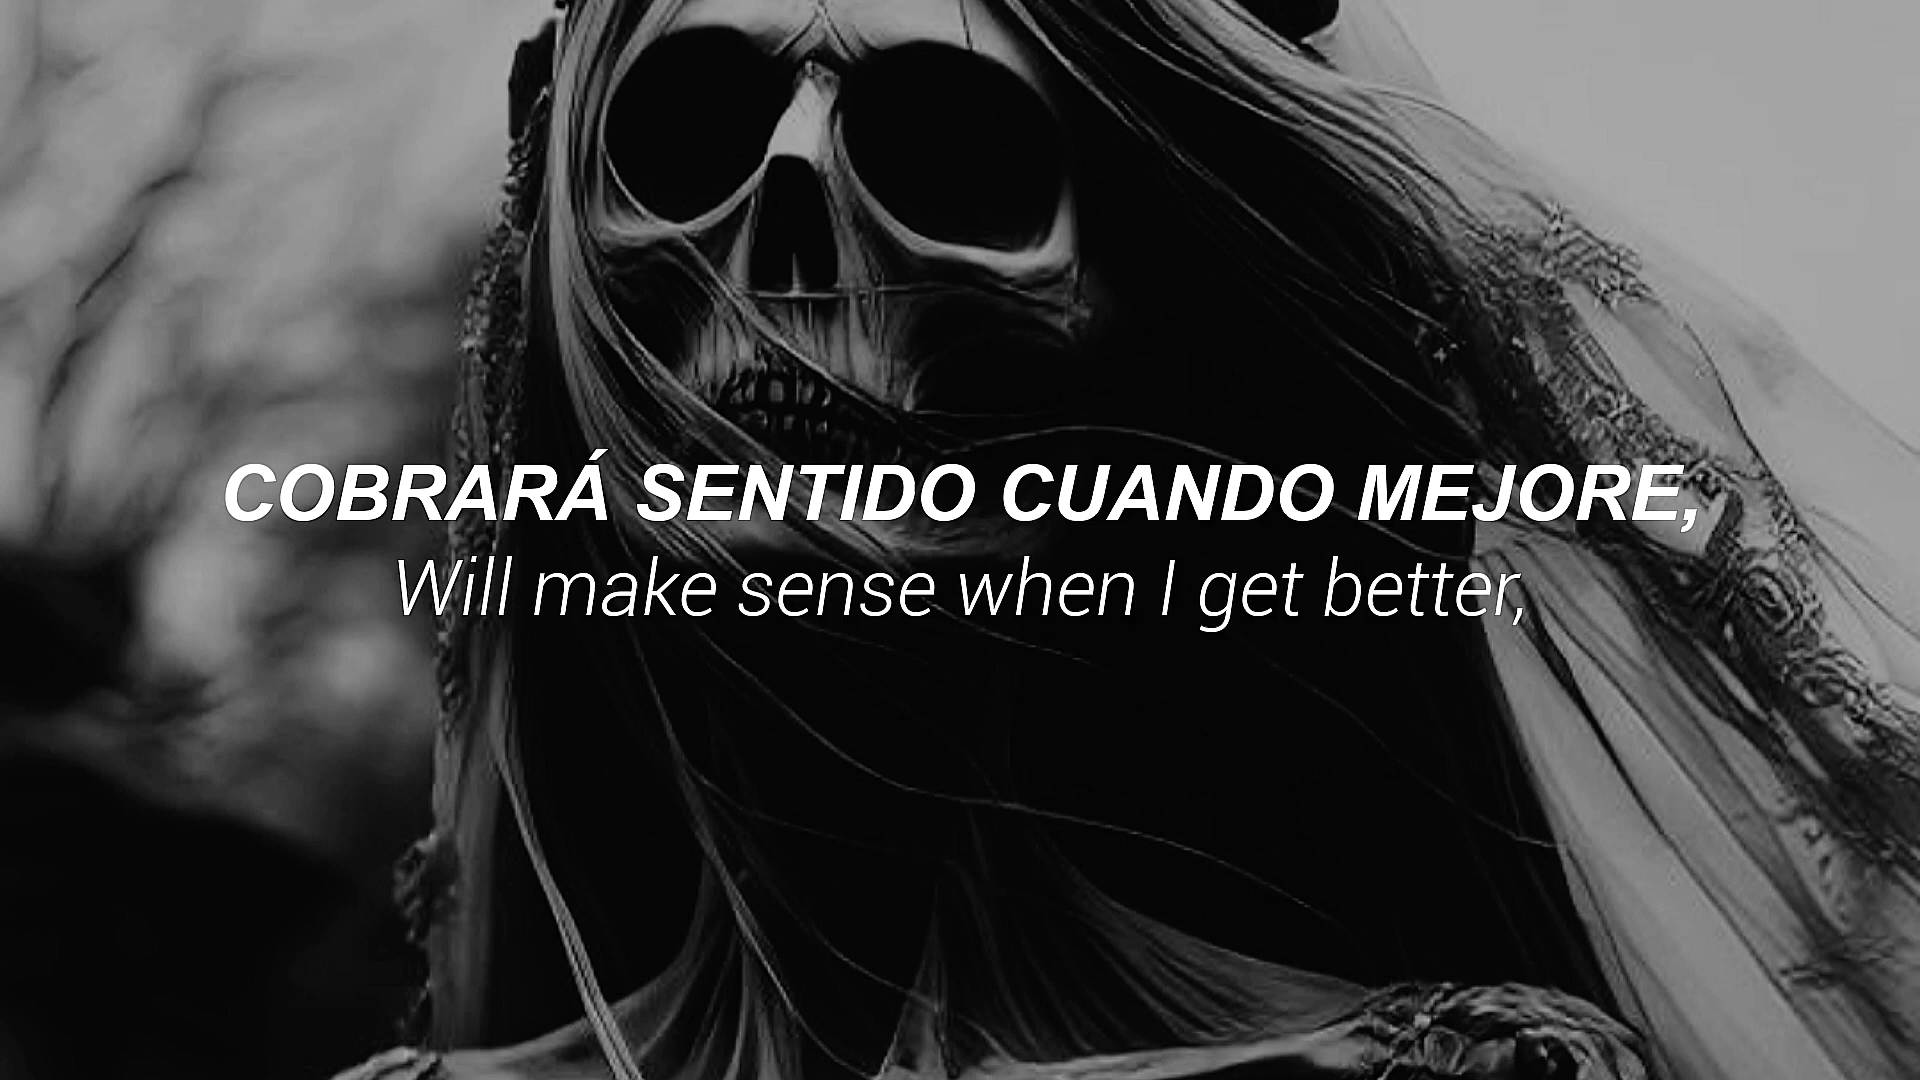 COBRARÁ SENTIDO CUANDO MEJORE,
Will make sense when I get better,